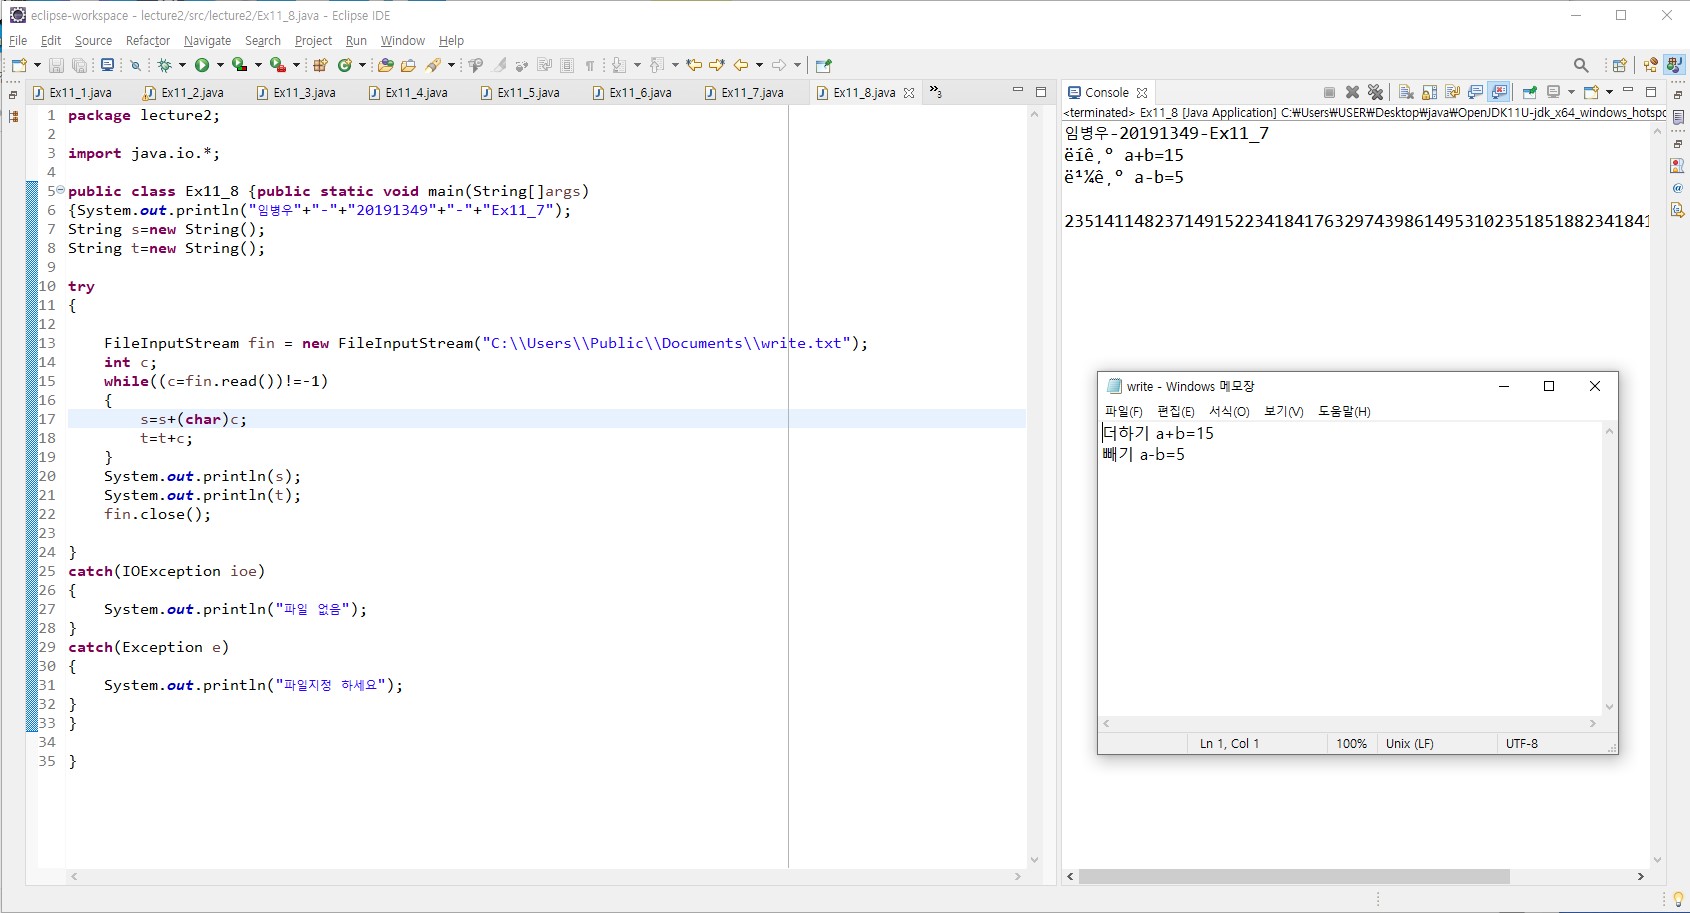 eclipse-workspace - lecture2/src/lecture2/Ex11_8.java - Eclipse IDE
File Edit Source Refactor Navigate Search Project Run Window Help
Ex11_1.java Ex11_2.java Ex11_3.java Ex11_4.java Ex11_5.java Ex11_6.java Ex11_7.java Ex11_8.java »3
1 package lecture2;
2
3 import java.io.*;
4
5 public class Ex11_8 {public static void main(String[]args)
6 {System.out.println("임병우"+"-"+"20191349"+"-"+"Ex11_7");
7 String s=new String();
8 String t=new String();
9
10 try
11 {
12
13 FileInputStream fin = new FileInputStream("C:\\Users\\Public\\Documents\\write.txt");
14 int c;
15 while((c=fin.read())!=-1)
16 {
17 s=s+(char)c;
18 t=t+c;
19 }
20 System.out.println(s);
21 System.out.println(t);
22 fin.close();
23
24 }
25 catch(IOException ioe)
26 {
27 System.out.println("파일 없음");
28 }
29 catch(Exception e)
30 {
31 System.out.println("파일지정 하세요");
32 }
33 }
34
35 }
Console
<terminated> Ex11_8 [Java Application] C:₩Users₩USER₩Desktop₩java₩OpenJDK11U-jdk_x64_windows_hotspo
임병우-20191349-Ex11_7
ëíê¸° a+b=15
ë¹¼ê¸° a-b=5
23514114823714915223418417632974398614953102351851882341841
write - Windows 메모장
파일(F) 편집(E) 서식(O) 보기(V) 도움말(H)
더하기 a+b=15
빼기 a-b=5
Ln 1, Col 1 100% Unix (LF) UTF-8